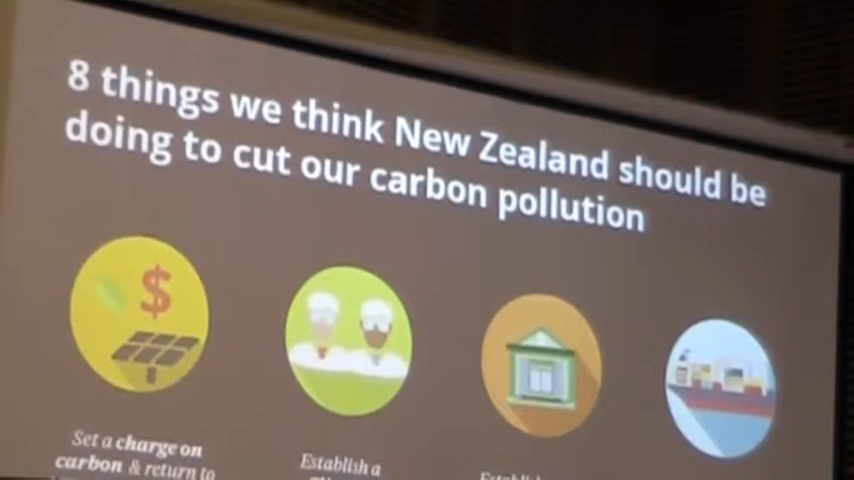 8 things we think New Zealand should be
doing to cut our carbon pollution
$
Set a charge on
carbon & return to
Establish a